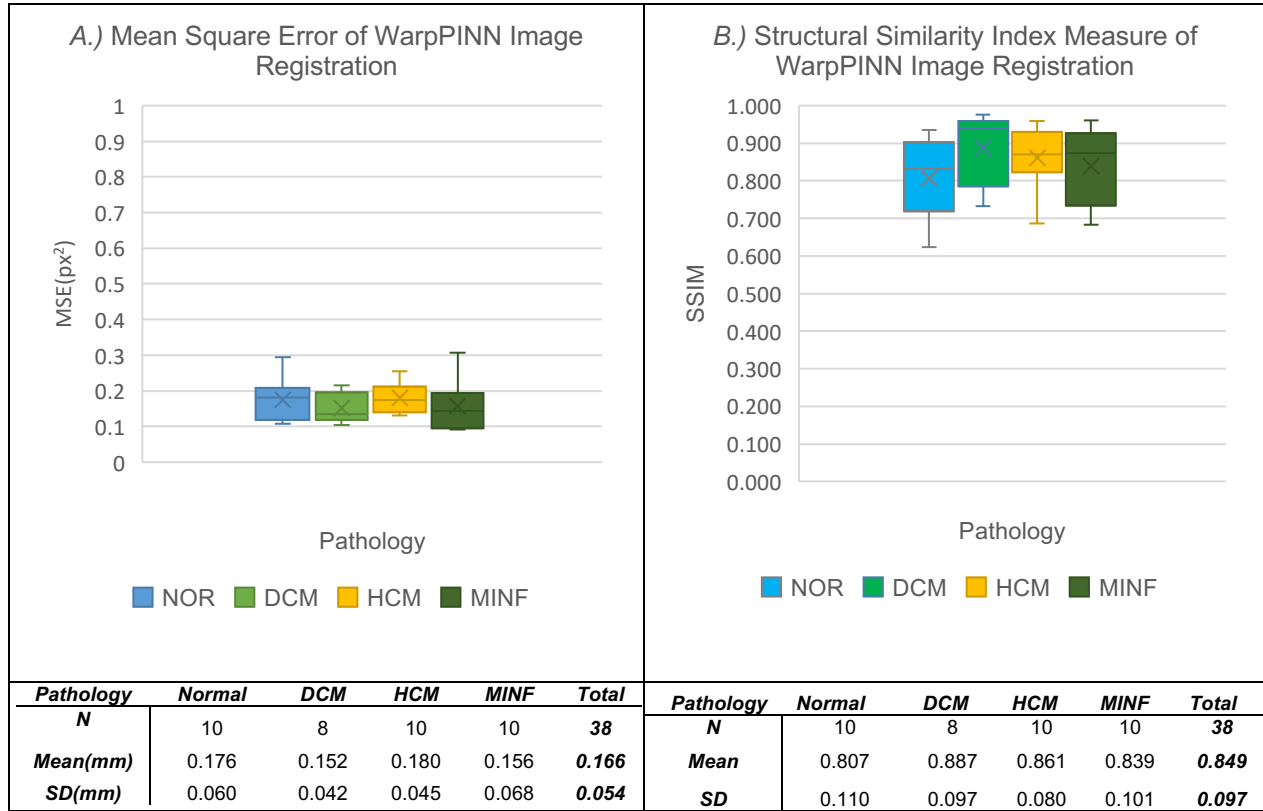 A.) Mean Square Error of WarpPINN Image
Registration
1
0.9
0.8
0.7
0.6
0.5
0.4
0.3
0.2
0.1
0
MSE(px²)
Pathology
NOR DCM HCM MINF
Pathology Normal DCM HCM MINF Total
N 10 8 10 10 38
Mean(mm) 0.176 0.152 0.180 0.156 0.166
SD(mm) 0.060 0.042 0.045 0.068 0.054
B.) Structural Similarity Index Measure of
WarpPINN Image Registration
1.000
0.900
0.800
0.700
0.600
0.500
0.400
0.300
0.200
0.100
0.000
SSIM
Pathology
NOR DCM HCM MINF
Pathology Normal DCM HCM MINF Total
N 10 8 10 10 38
Mean 0.807 0.887 0.861 0.839 0.849
SD 0.110 0.097 0.080 0.101 0.097